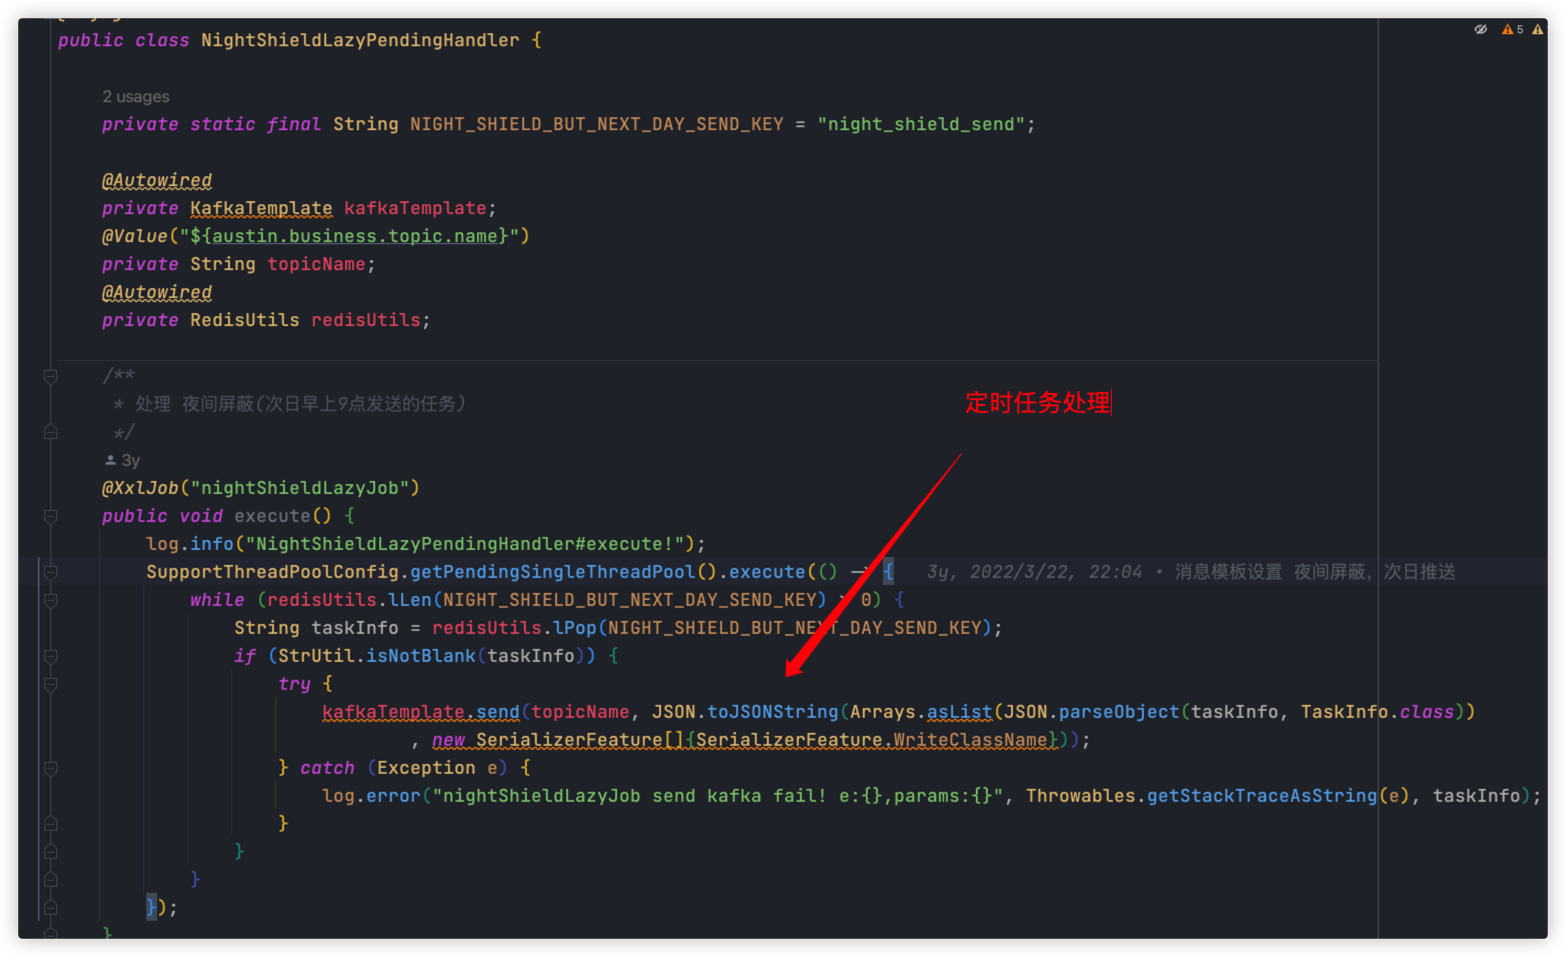 5
public class NightShieldLazyPendingHandler {
2 usages
private static final String NIGHT_SHIELD_BUT_NEXT_DAY_SEND_KEY = "night_shield_send";
@Autowired
private KafkaTemplate kafkaTemplate;
@Value("${austin.business.topic.name}")
private String topicName;
@Autowired
private RedisUtils redisUtils;
/**
* 处理 夜间屏蔽(次日早上9点发送的任务)
定时任务处理
*/
3y
@XxlJob("nightShieldLazyJob")
public void execute() {
log.info("NightShieldLazyPendingHandler#execute!");
SupportThreadPoolConfig.getPendingSingleThreadPool().execute(() -> { 3y, 2022/3/22, 22:04 • 消息模板设置 夜间屏蔽，次日推送
while (redisUtils.lLen(NIGHT_SHIELD_BUT_NEXT_DAY_SEND_KEY) > 0) {
String taskInfo = redisUtils.lPop(NIGHT_SHIELD_BUT_NEXT_DAY_SEND_KEY);
if (StrUtil.isNotBlank(taskInfo)) {
try {
kafkaTemplate.send(topicName, JSON.toJSONString(Arrays.asList(JSON.parseObject(taskInfo, TaskInfo.class))
, new SerializerFeature[]{SerializerFeature.WriteClassName}));
} catch (Exception e) {
log.error("nightShieldLazyJob send kafka fail! e:{},params:{}", Throwables.getStackTraceAsString(e), taskInfo);
}
}
}
});
}